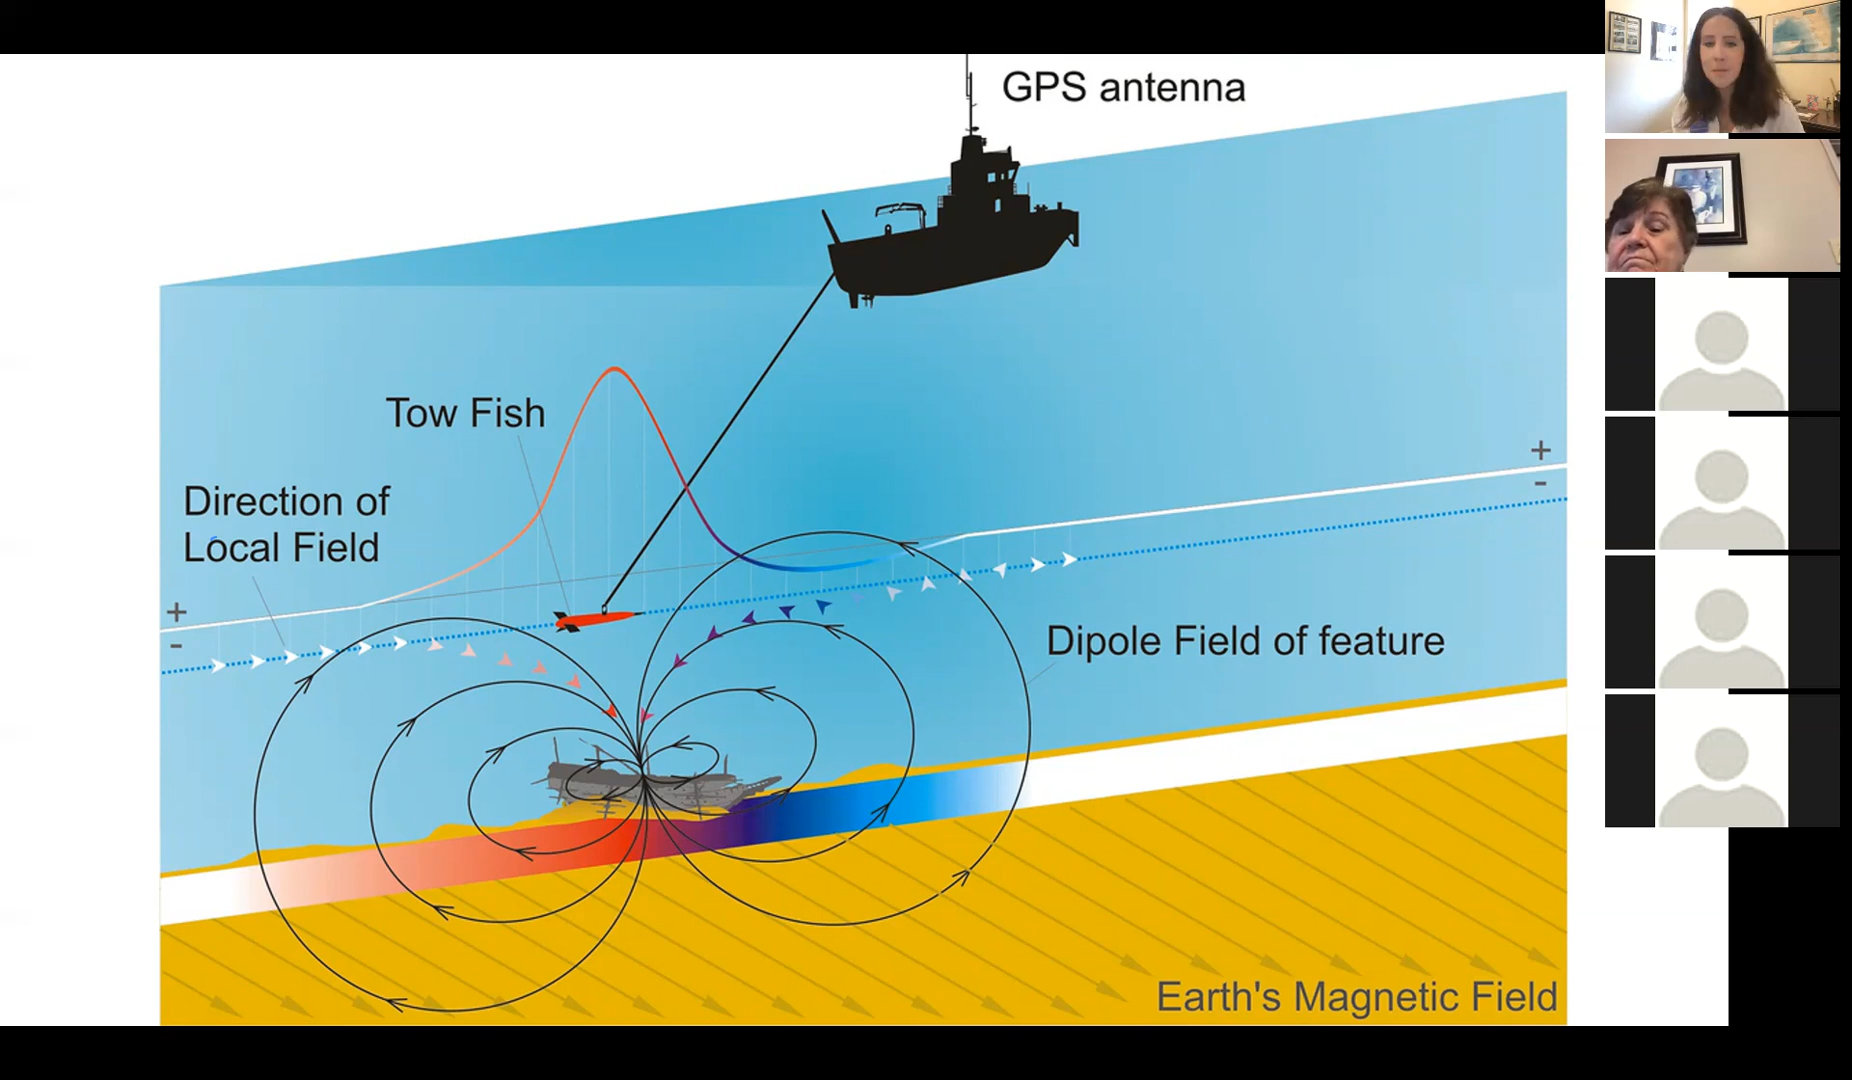 GPS antenna
Tow Fish
Direction of
Local Field
+
-
+
-
Dipole Field of feature
Earth's Magnetic Field